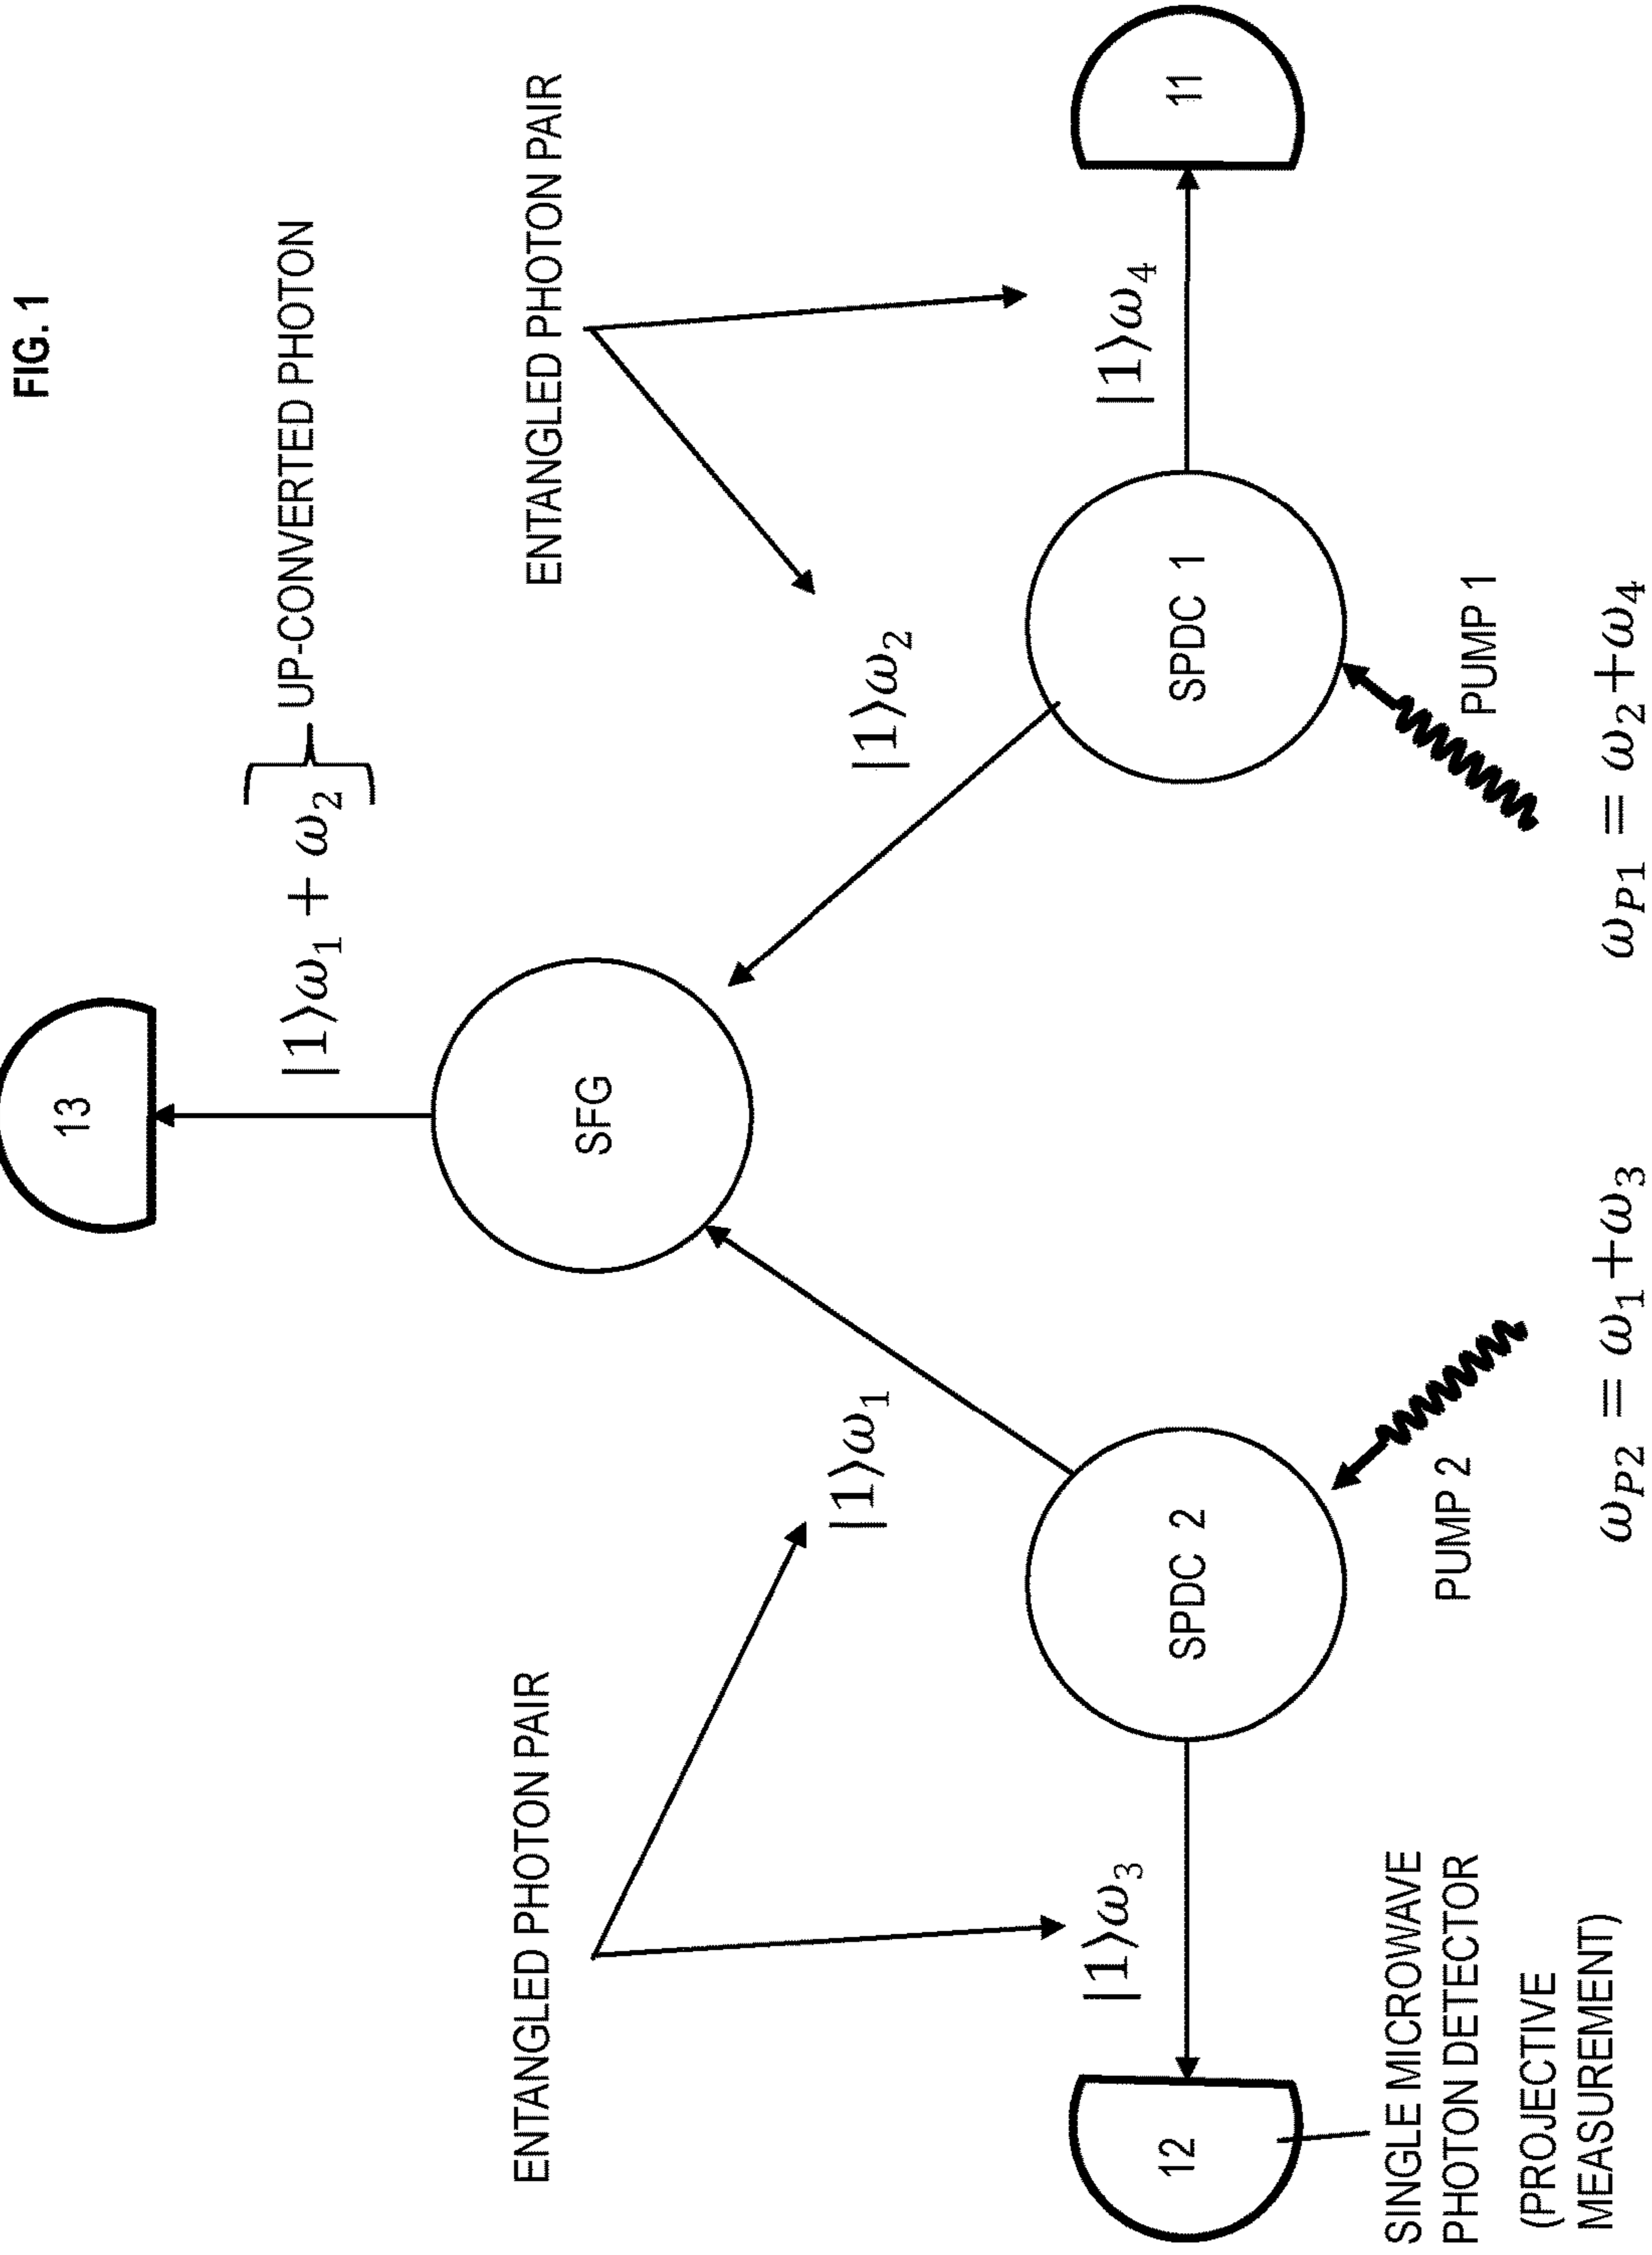 FIG. 1
13
|1⟩ω₁ + ω₂
UP-CONVERTED PHOTON
SFG
ENTANGLED PHOTON PAIR
ENTANGLED PHOTON PAIR
|1⟩ω₁
|1⟩ω₂
|1⟩ω₃
|1⟩ω₄
12
SPDC 2
SPDC 1
11
SINGLE MICROWAVE
PHOTON DETECTOR
(PROJECTIVE
MEASUREMENT)
PUMP 2
PUMP 1
ω_P2 = ω₁+ω₃
ω_P1 = ω₂+ω₄